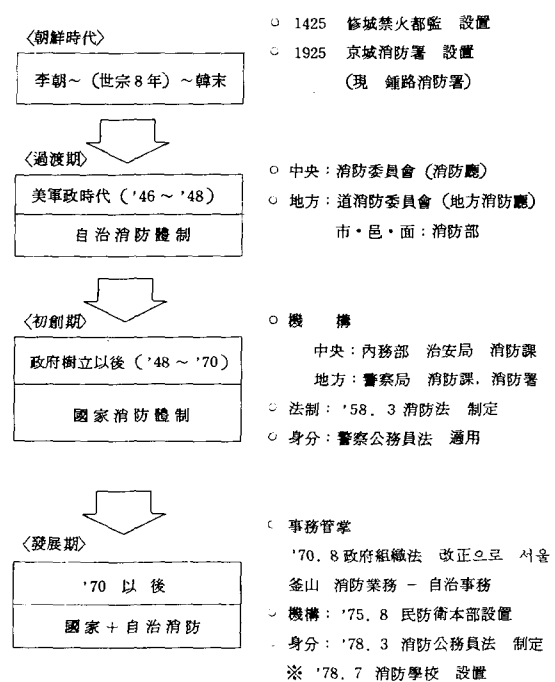 〈朝鮮時代〉
李朝～（世宗８年）～韓末
○ 1425 修城禁火都監 設置
○ 1925 京城消防署 設置
(現 鍾路消防署)
〈過渡期〉
美軍政時代（'46～'48）
自治消防體制
○ 中央：消防委員會（消防廳）
○ 地方：道消防委員會（地方消防廳）
市・邑・面：消防部
〈初創期〉
政府樹立以後（'48～'70）
國家消防體制
○ 機 構
中央：內務部 治安局 消防課
地方：警察局 消防課, 消防署
○ 法制：'58. 3 消防法 制定
○ 身分：警察公務員法 適用
〈發展期〉
'70 以 後
國家＋自治消防
○ 事務管掌
'70. 8 政府組織法 改正으로 서울
釜山 消防業務 － 自治事務
○ 機構：'75. 8 民防衛本部設置
○ 身分：'78. 3 消防公務員法 制定
※ '78. 7 消防學校 設置